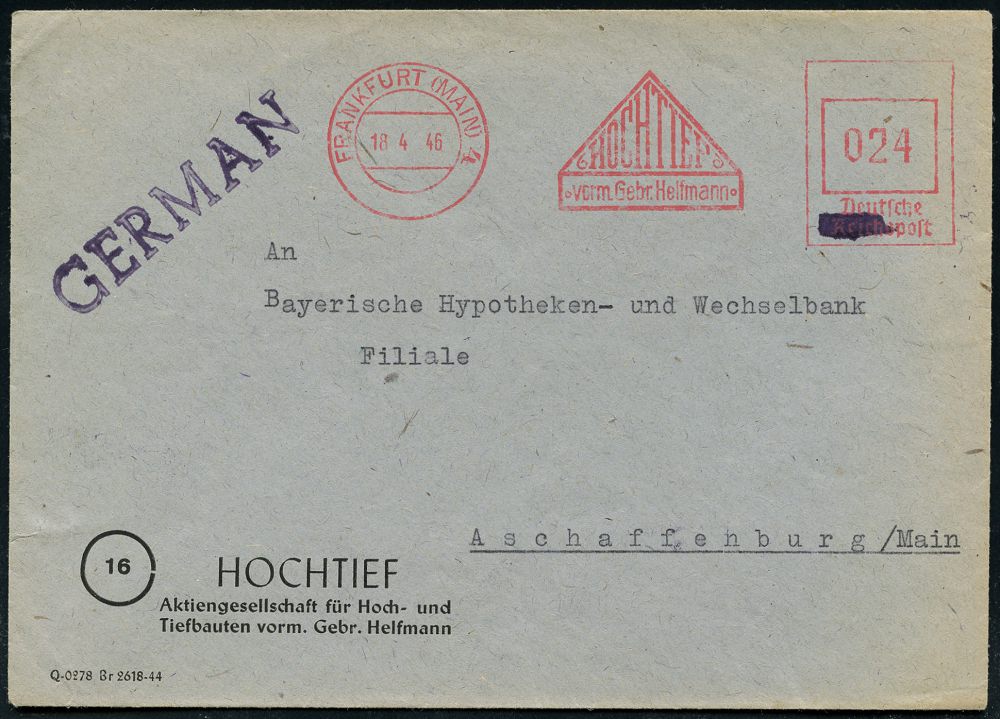 GERMAN
FRANKFURT (MAIN) 4
18 4 46
HOCHTIEF
vorm. Gebr. Helfmann
024
Deutsche
Reichspost
An
Bayerische Hypotheken- und Wechselbank
Filiale
Aschaffenburg/Main
16
HOCHTIEF
Aktiengesellschaft für Hoch- und
Tiefbauten vorm. Gebr. Helfmann
Q-0278 Br 2618-44